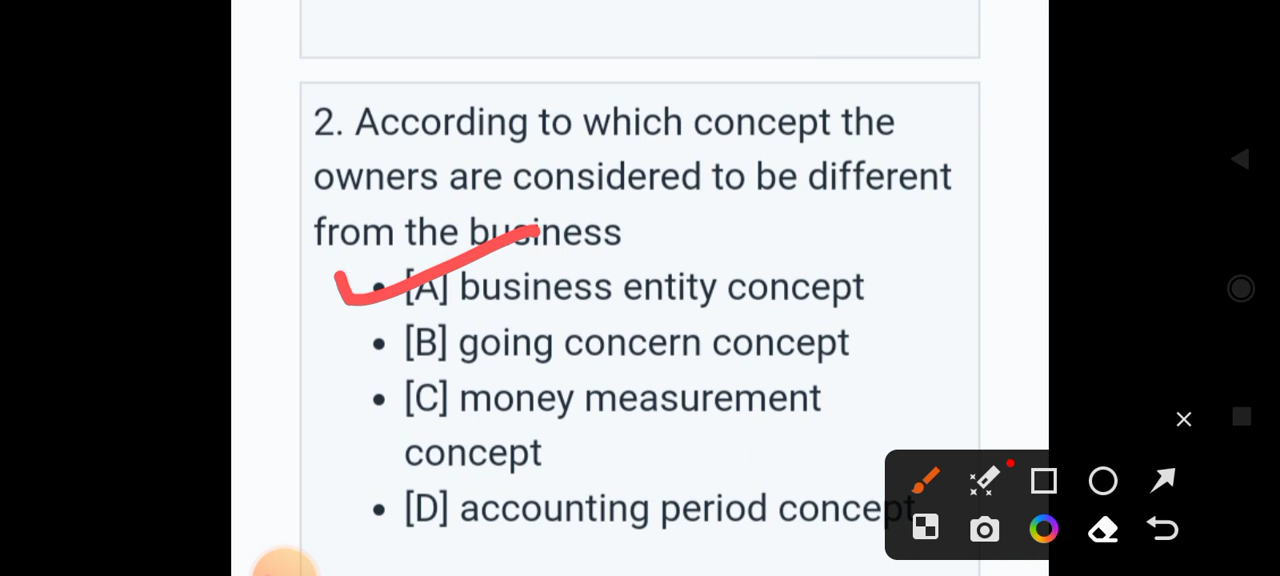 2. According to which concept the
owners are considered to be different
from the business
• [A] business entity concept
• [B] going concern concept
• [C] money measurement
concept
• [D] accounting period concept